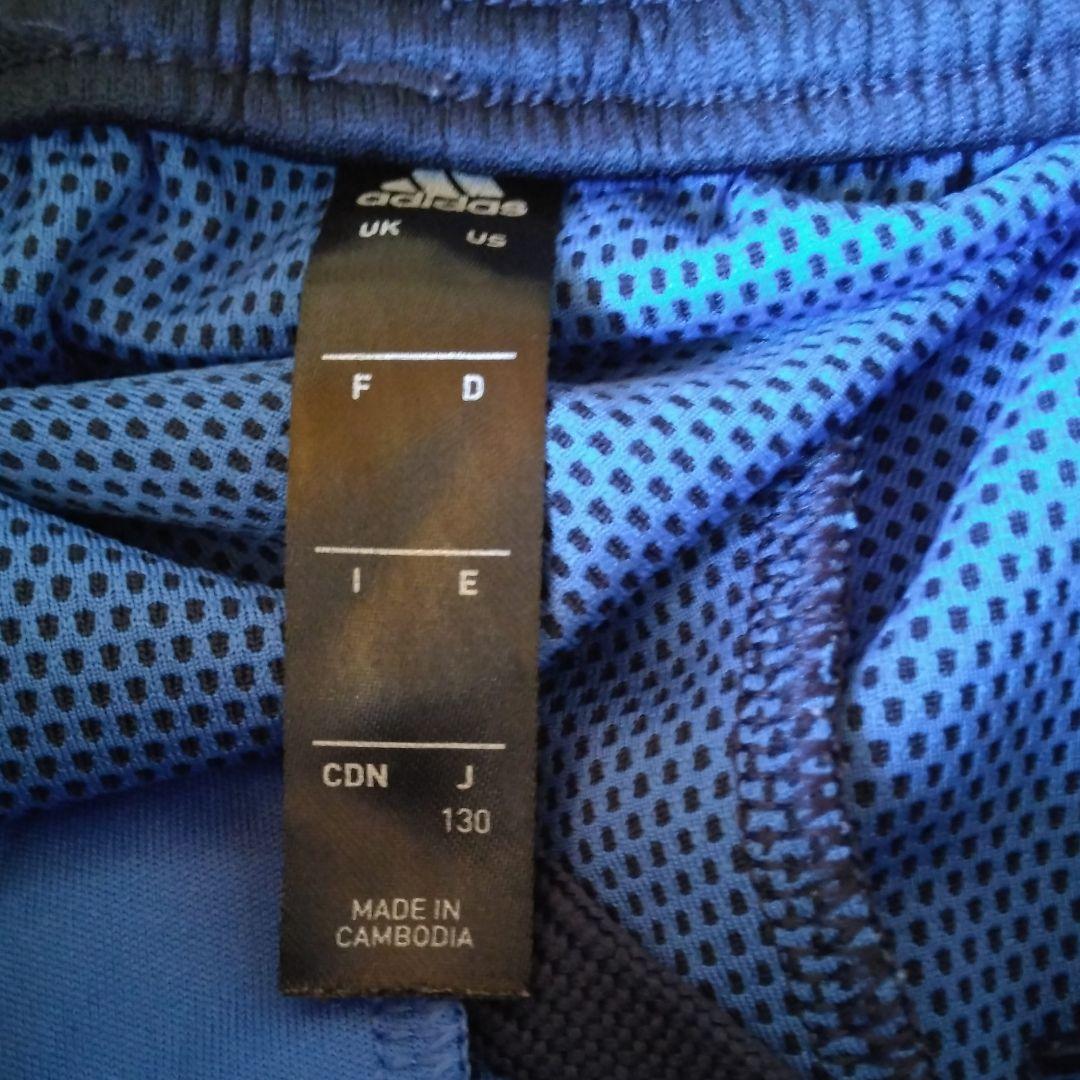 adidas
UK US
F D
I E
CDN J
130
MADE IN
CAMBODIA